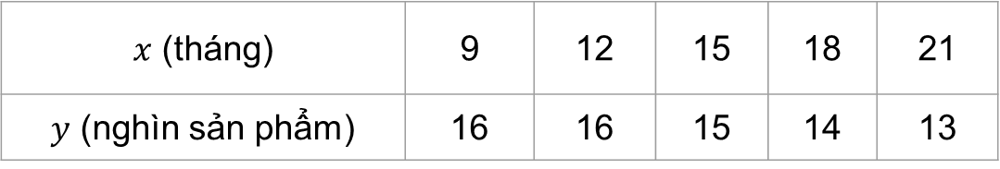 x (tháng) 9 12 15 18 21
y (nghìn sản phẩm) 16 16 15 14 13